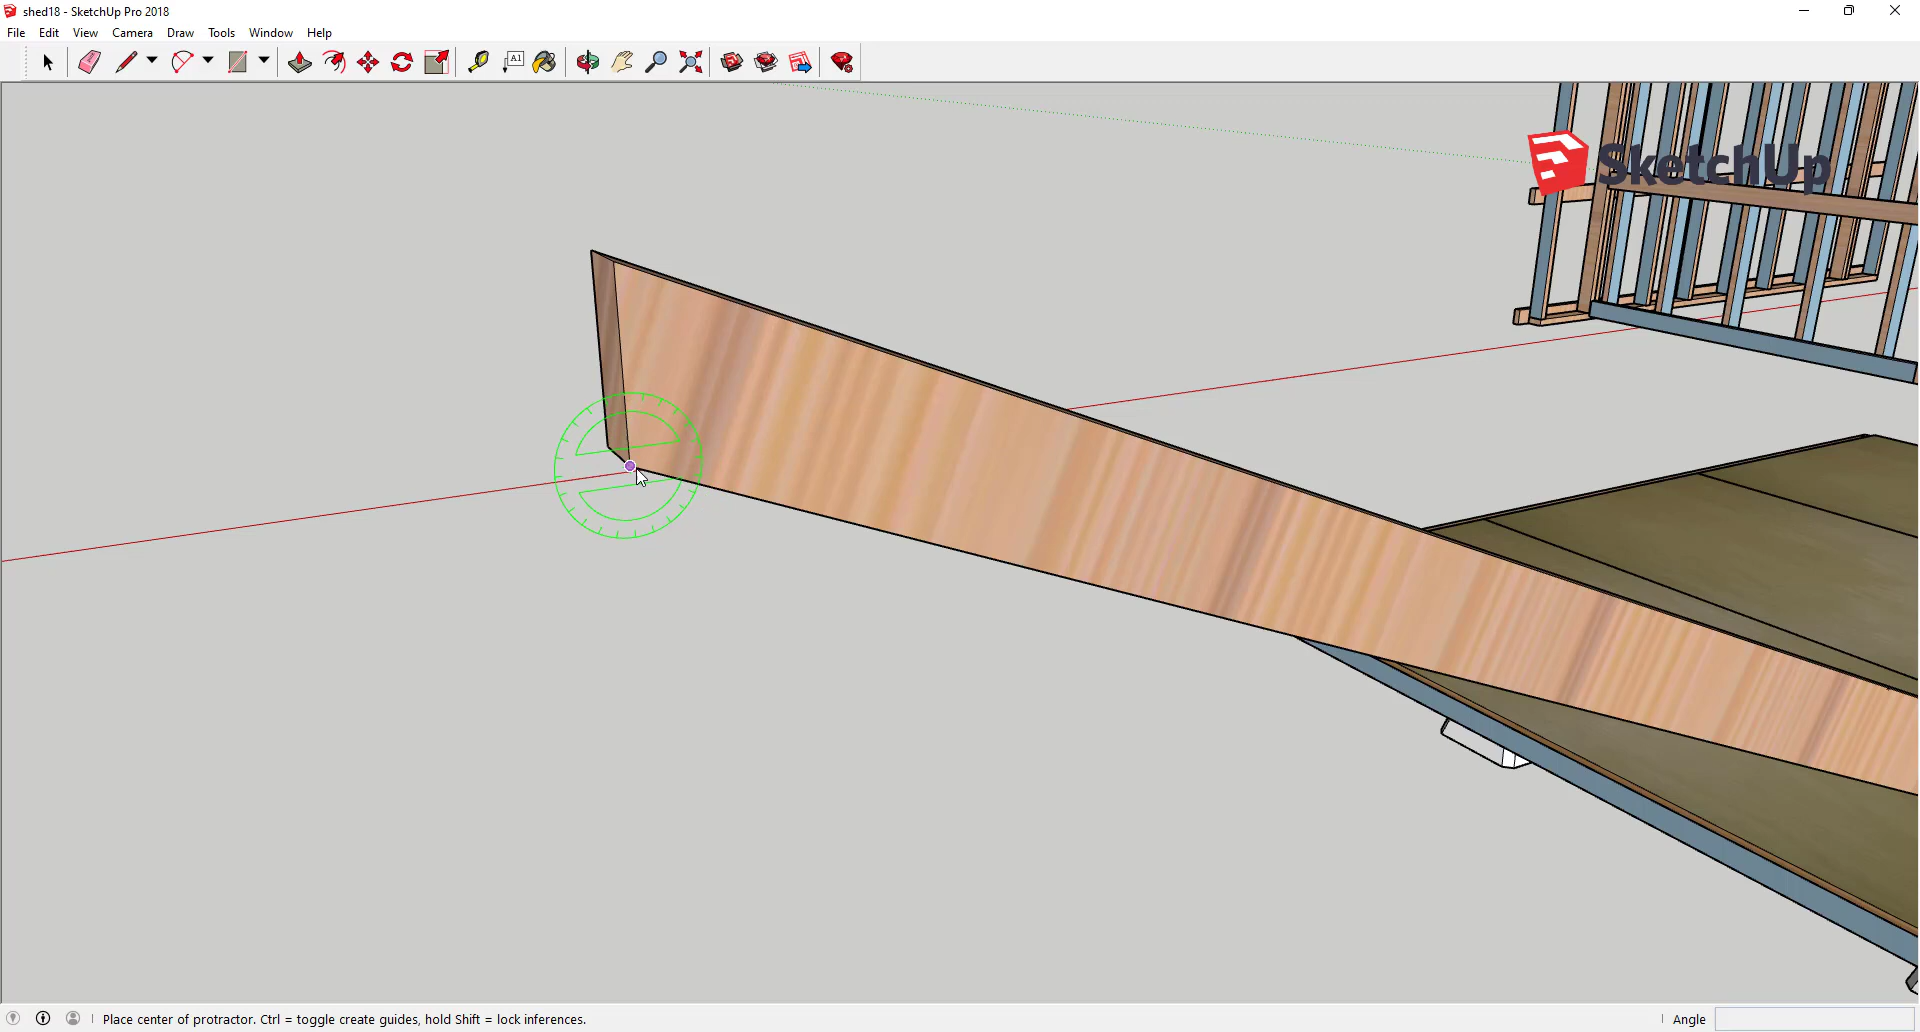 shed18 - SketchUp Pro 2018
File Edit View Camera Draw Tools Window Help
A1
SketchUp
Place center of protractor. Ctrl = toggle create guides, hold Shift = lock inferences.
Angle